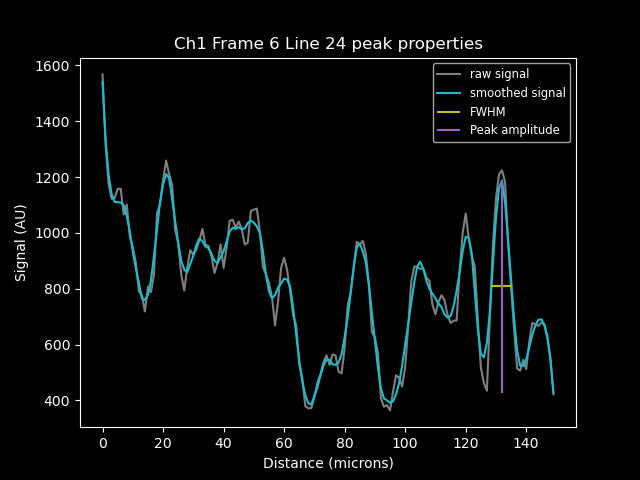 Ch1 Frame 6 Line 24 peak properties
raw signal
smoothed signal
FWHM
Peak amplitude
Signal (AU)
1600
1400
1200
1000
800
600
400
0 20 40 60 80 100 120 140
Distance (microns)